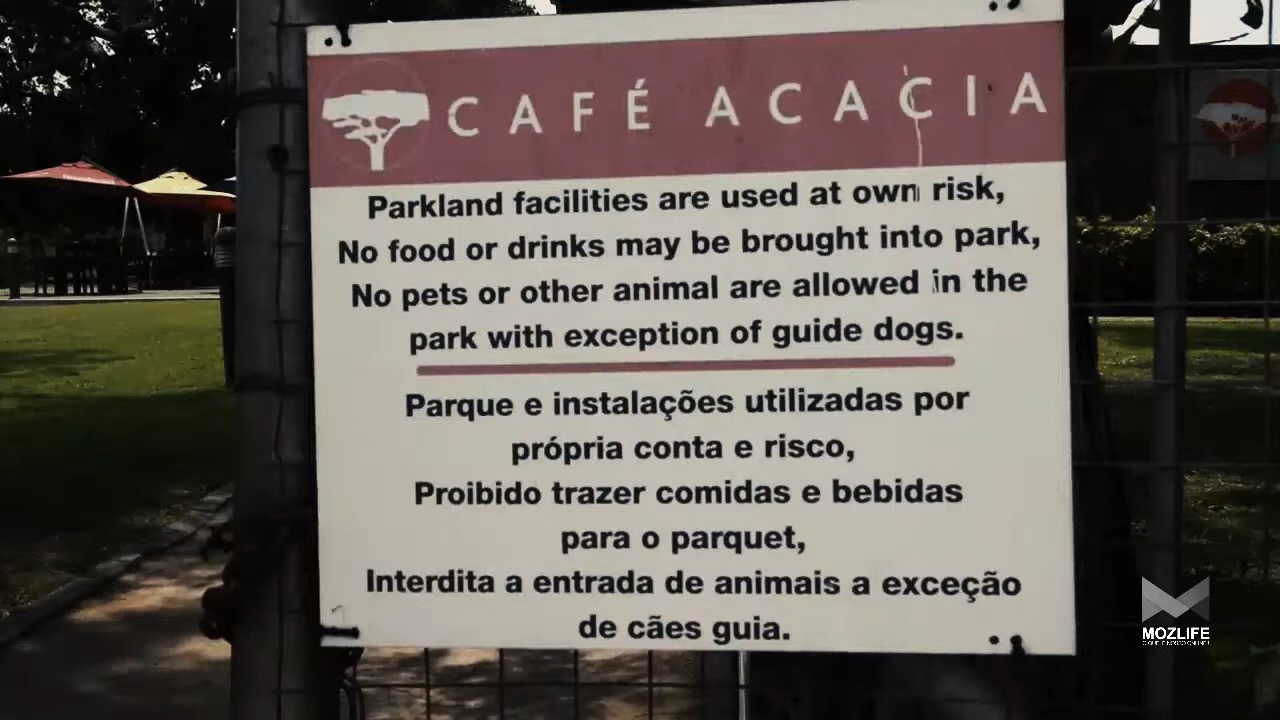 CAFÉ ACACIA
Parkland facilities are used at own risk,
No food or drinks may be brought into park,
No pets or other animal are allowed in the
park with exception of guide dogs.
Parque e instalações utilizadas por
própria conta e risco,
Proibido trazer comidas e bebidas
para o parquet,
Interdita a entrada de animais a exceção
de cães guia.
MOZLIFE